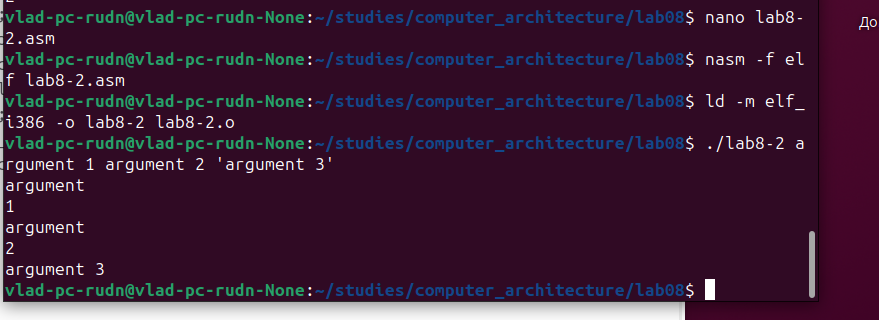 vlad-pc-rudn@vlad-pc-rudn-None:~/studies/computer_architecture/lab08$ nano lab8-
2.asm
vlad-pc-rudn@vlad-pc-rudn-None:~/studies/computer_architecture/lab08$ nasm -f el
f lab8-2.asm
vlad-pc-rudn@vlad-pc-rudn-None:~/studies/computer_architecture/lab08$ ld -m elf_
i386 -o lab8-2 lab8-2.o
vlad-pc-rudn@vlad-pc-rudn-None:~/studies/computer_architecture/lab08$ ./lab8-2 a
rgument 1 argument 2 'argument 3'
argument
1
argument
2
argument 3
vlad-pc-rudn@vlad-pc-rudn-None:~/studies/computer_architecture/lab08$
До